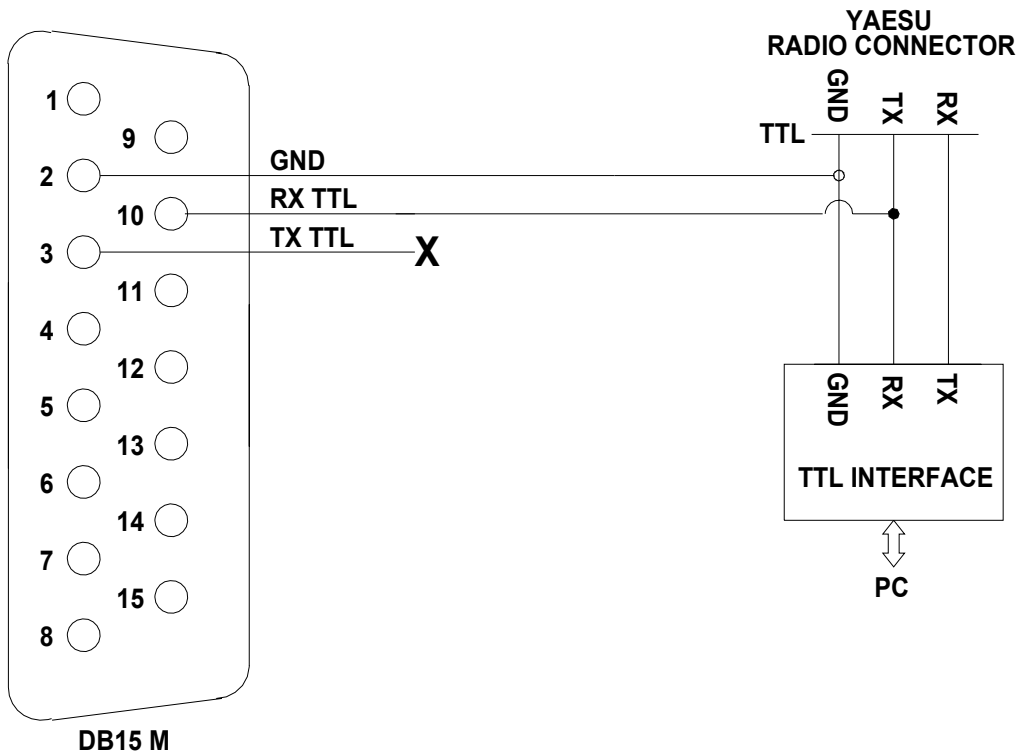 YAESU
RADIO CONNECTOR
GND
TX
RX
TTL
1
9
2
GND
10
RX TTL
3
TX TTL
X
11
4
12
5
13
6
14
7
15
8
GND
RX
TX
TTL INTERFACE
PC
DB15 M